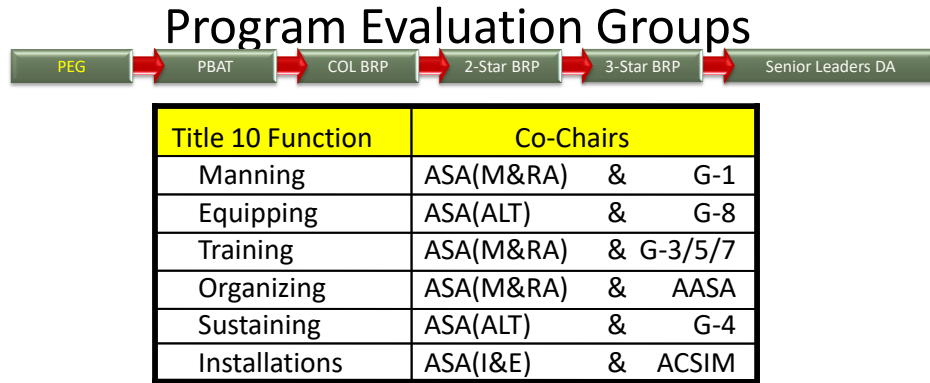 Program Evaluation Groups
PEG PBAT COL BRP 2-Star BRP 3-Star BRP Senior Leaders DA
Title 10 Function Co-Chairs
Manning ASA(M&RA) & G-1
Equipping ASA(ALT) & G-8
Training ASA(M&RA) & G-3/5/7
Organizing ASA(M&RA) & AASA
Sustaining ASA(ALT) & G-4
Installations ASA(I&E) & ACSIM